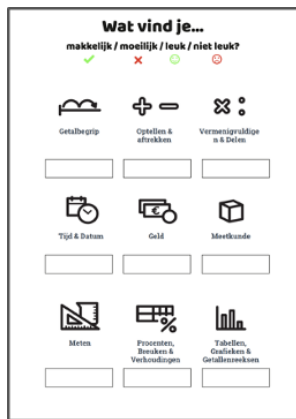 Wat vind je...
makkelijk / moeilijk / leuk / niet leuk?
Getalbegrip
Optellen &
aftrekken
Vermenigvuldige
n & Delen
Tijd & Datum
Geld
Meetkunde
Meten
Procenten,
Breuken &
Verhoudingen
Tabellen,
Grafieken &
Getallenreeksen